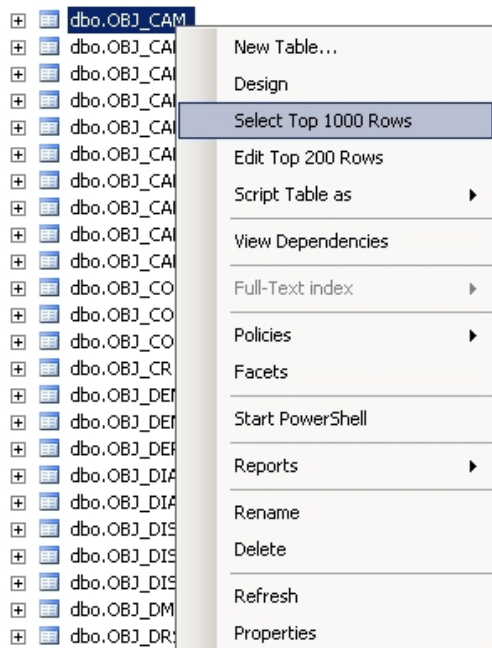 dbo.OBJ_CAM
dbo.OBJ_CA
dbo.OBJ_CA
dbo.OBJ_CA
dbo.OBJ_CA
dbo.OBJ_CA
dbo.OBJ_CA
dbo.OBJ_CA
dbo.OBJ_CA
dbo.OBJ_CA
dbo.OBJ_CO
dbo.OBJ_CO
dbo.OBJ_CO
dbo.OBJ_CR
dbo.OBJ_DE
dbo.OBJ_DE
dbo.OBJ_DE
dbo.OBJ_DIA
dbo.OBJ_DIA
dbo.OBJ_DIS
dbo.OBJ_DIS
dbo.OBJ_DIS
dbo.OBJ_DM
dbo.OBJ_DR
New Table...
Design
Select Top 1000 Rows
Edit Top 200 Rows
Script Table as
View Dependencies
Full-Text index
Policies
Facets
Start PowerShell
Reports
Rename
Delete
Refresh
Properties